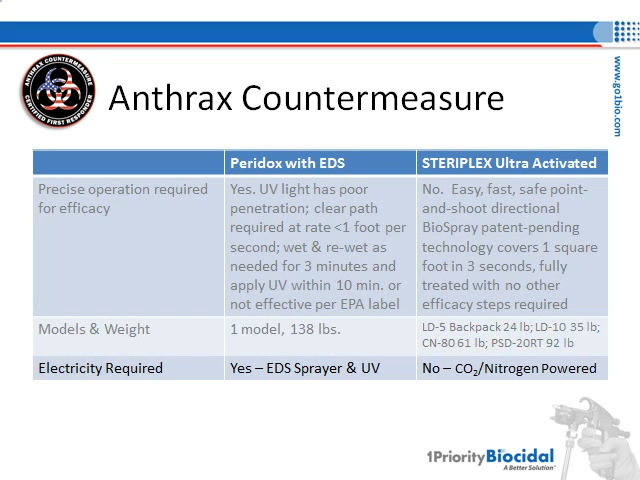 www.go1bio.com
ANTHRAX COUNTERMEASURE
CERTIFIED FIRST RESPONDER
Anthrax Countermeasure
Peridox with EDS
STERIPLEX Ultra Activated
Precise operation required
for efficacy
Yes. UV light has poor
penetration; clear path
required at rate <1 foot per
second; wet & re-wet as
needed for 3 minutes and
apply UV within 10 min. or
not effective per EPA label
No.  Easy, fast, safe point-
and-shoot directional
BioSpray patent-pending
technology covers 1 square
foot in 3 seconds, fully
treated with no other
efficacy steps required
Models & Weight
1 model, 138 lbs.
LD-5 Backpack 24 lb; LD-10 35 lb;
CN-80 61 lb; PSD-20RT 92 lb
Electricity Required
Yes – EDS Sprayer & UV
No – CO₂/Nitrogen Powered
1PriorityBiocidal
A Better Solution®